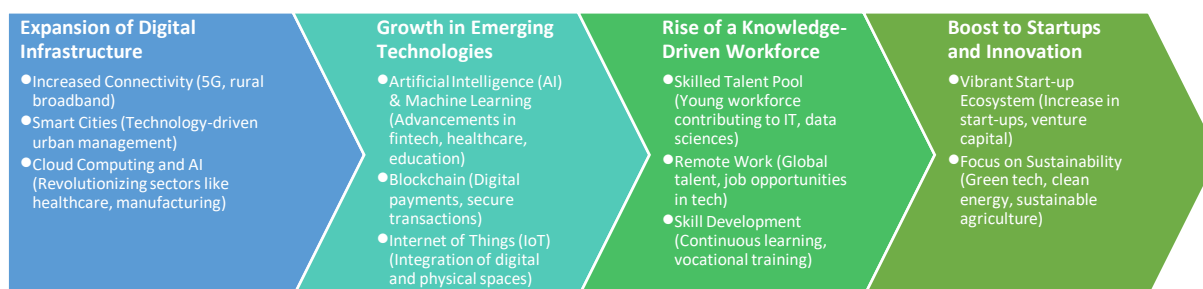 Expansion of Digital
Infrastructure
●Increased Connectivity (5G, rural
broadband)
●Smart Cities (Technology-driven
urban management)
●Cloud Computing and AI
(Revolutionizing sectors like
healthcare, manufacturing)
Growth in Emerging
Technologies
●Artificial Intelligence (AI)
& Machine Learning
(Advancements in
fintech, healthcare,
education)
●Blockchain (Digital
payments, secure
transactions)
●Internet of Things (IoT)
(Integration of digital
and physical spaces)
Rise of a Knowledge-
Driven Workforce
●Skilled Talent Pool
(Young workforce
contributing to IT, data
sciences)
●Remote Work (Global
talent, job opportunities
in tech)
●Skill Development
(Continuous learning,
vocational training)
Boost to Startups
and Innovation
●Vibrant Start-up
Ecosystem (Increase in
start-ups, venture
capital)
●Focus on Sustainability
(Green tech, clean
energy, sustainable
agriculture)